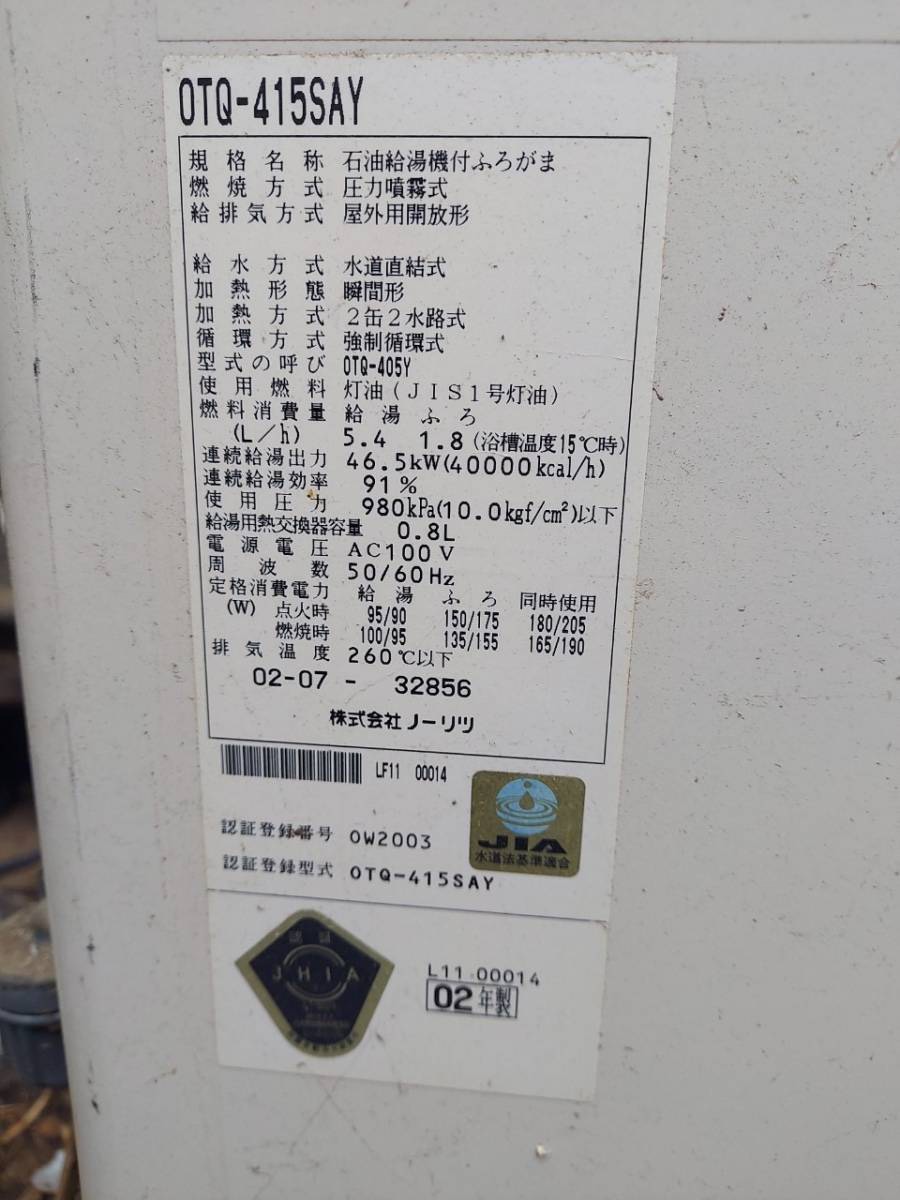 OTQ-415SAY
規格名称 石油給湯機付ふろがま
燃焼方式 圧力噴霧式
給排気方式 屋外用開放形
給水方式 水道直結式
加熱形態 瞬間形
加熱方式 2缶2水路式
循環方式 強制循環式
型式の呼び OTQ-405Y
使用燃料 灯油(JIS1号灯油)
燃料消費量 給湯 ふろ
(L/h) 5.4 1.8(浴槽温度15℃時)
連続給湯出力 46.5kW(40000kcal/h)
連続給湯効率 91%
使用圧力 980kPa(10.0kgf/cm²)以下
給湯用熱交換器容量 0.8L
電源電圧 AC100V
周波数 50/60Hz
定格消費電力 給湯 ふろ 同時使用
(W) 点火時 95/90 150/175 180/205
燃焼時 100/95 135/155 165/190
排気温度 260℃以下
02-07 - 32856
株式会社ノーリツ
LF11 00014
認証登録番号 OW2003
JIA
水道法基準適合
認証登録型式 OTQ-415SAY
認証
JHIA
L11 00014
02年製